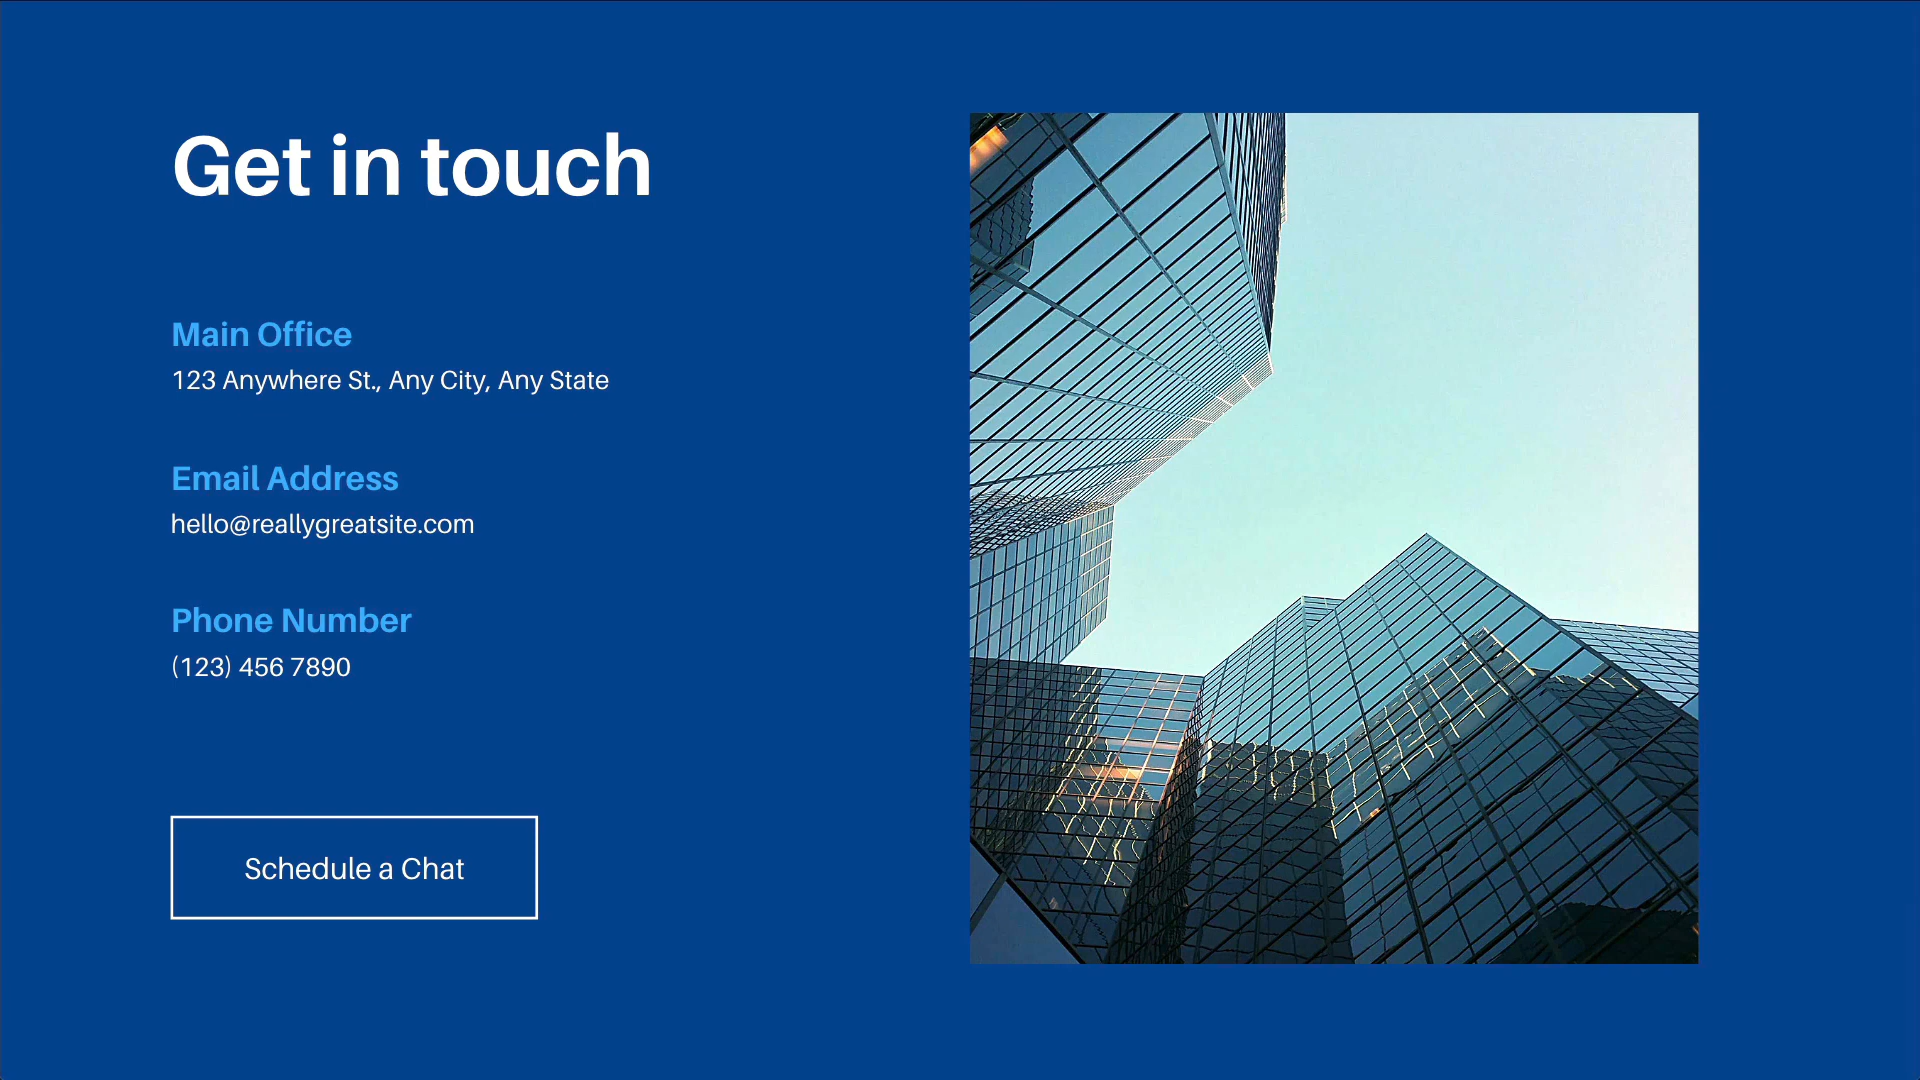 Get in touch
Main Office
123 Anywhere St., Any City, Any State
Email Address
hello@reallygreatsite.com
Phone Number
(123) 456 7890
Schedule a Chat